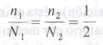 n₁/N₁ = n₂/N₂ = 1/2